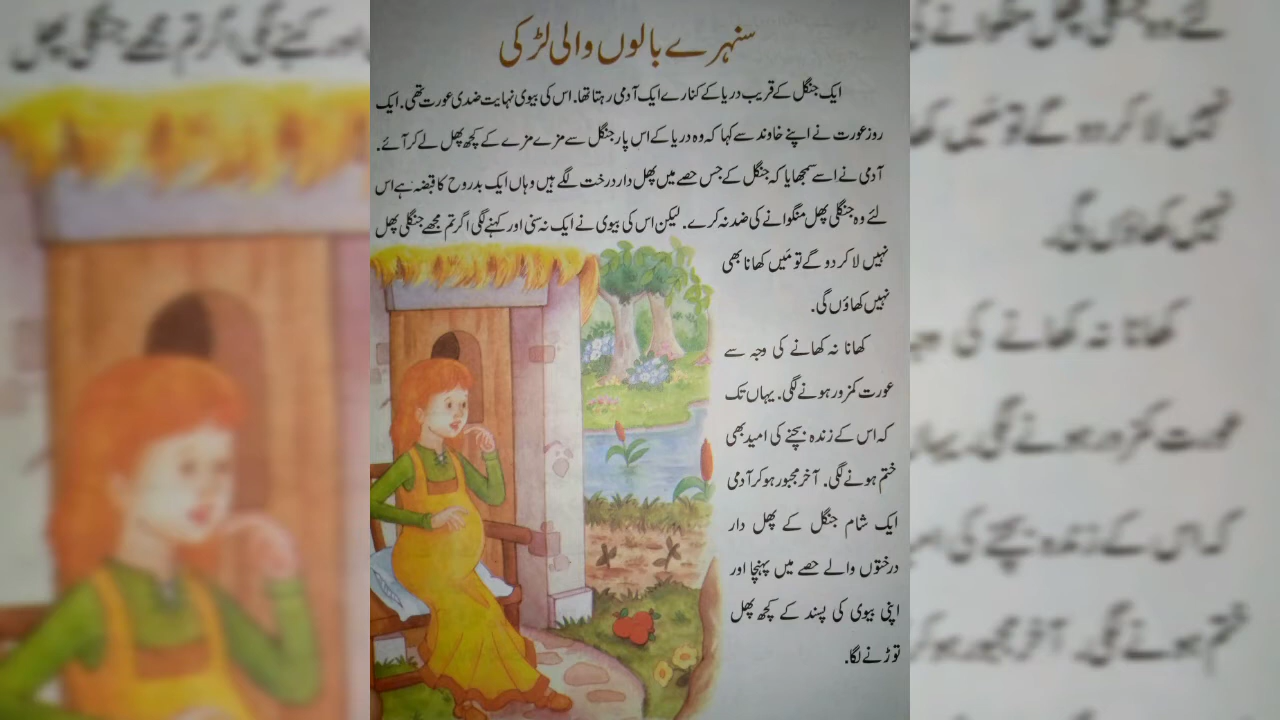 سنہرے بالوں والی لڑکی
ایک جنگل کے قریب دریا کے کنارے ایک آدمی رہتا تھا۔ اس کی بیوی نہایت ضدی عورت تھی۔ ایک
روز عورت نے اپنے خاوند سے کہا کہ وہ دریا کے اس پار جنگل سے مزے مزے کے کچھ پھل لے کر آئے۔
آدمی نے اسے سمجھایا کہ جنگل کے جس حصے میں پھل دار درخت لگے ہیں وہاں ایک بدروح کا قبضہ ہے اس
لئے وہ جنگلی پھل منگوانے کی ضد نہ کرے۔ لیکن اس کی بیوی نے ایک نہ سنی اور کہنے لگی اگر تم مجھے جنگلی پھل
نہیں لا کر دو گے تو مَیں کھانا بھی
نہیں کھاؤں گی۔
کھانا نہ کھانے کی وجہ سے
عورت کمزور ہونے لگی۔ یہاں تک
کہ اس کے زندہ بچنے کی امید بھی
ختم ہونے لگی۔ آخر مجبور ہو کر آدمی
ایک شام جنگل کے پھل دار
درختوں والے حصے میں پہنچا اور
اپنی بیوی کی پسند کے کچھ پھل
توڑنے لگا۔